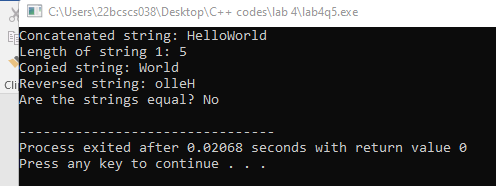 C:\Users\22bcscs038\Desktop\C++ codes\lab 4\lab4q5.exe
Concatenated string: HelloWorld
Length of string 1: 5
Copied string: World
Reversed string: olleH
Are the strings equal? No
--------------------------------
Process exited after 0.02068 seconds with return value 0
Press any key to continue . . .